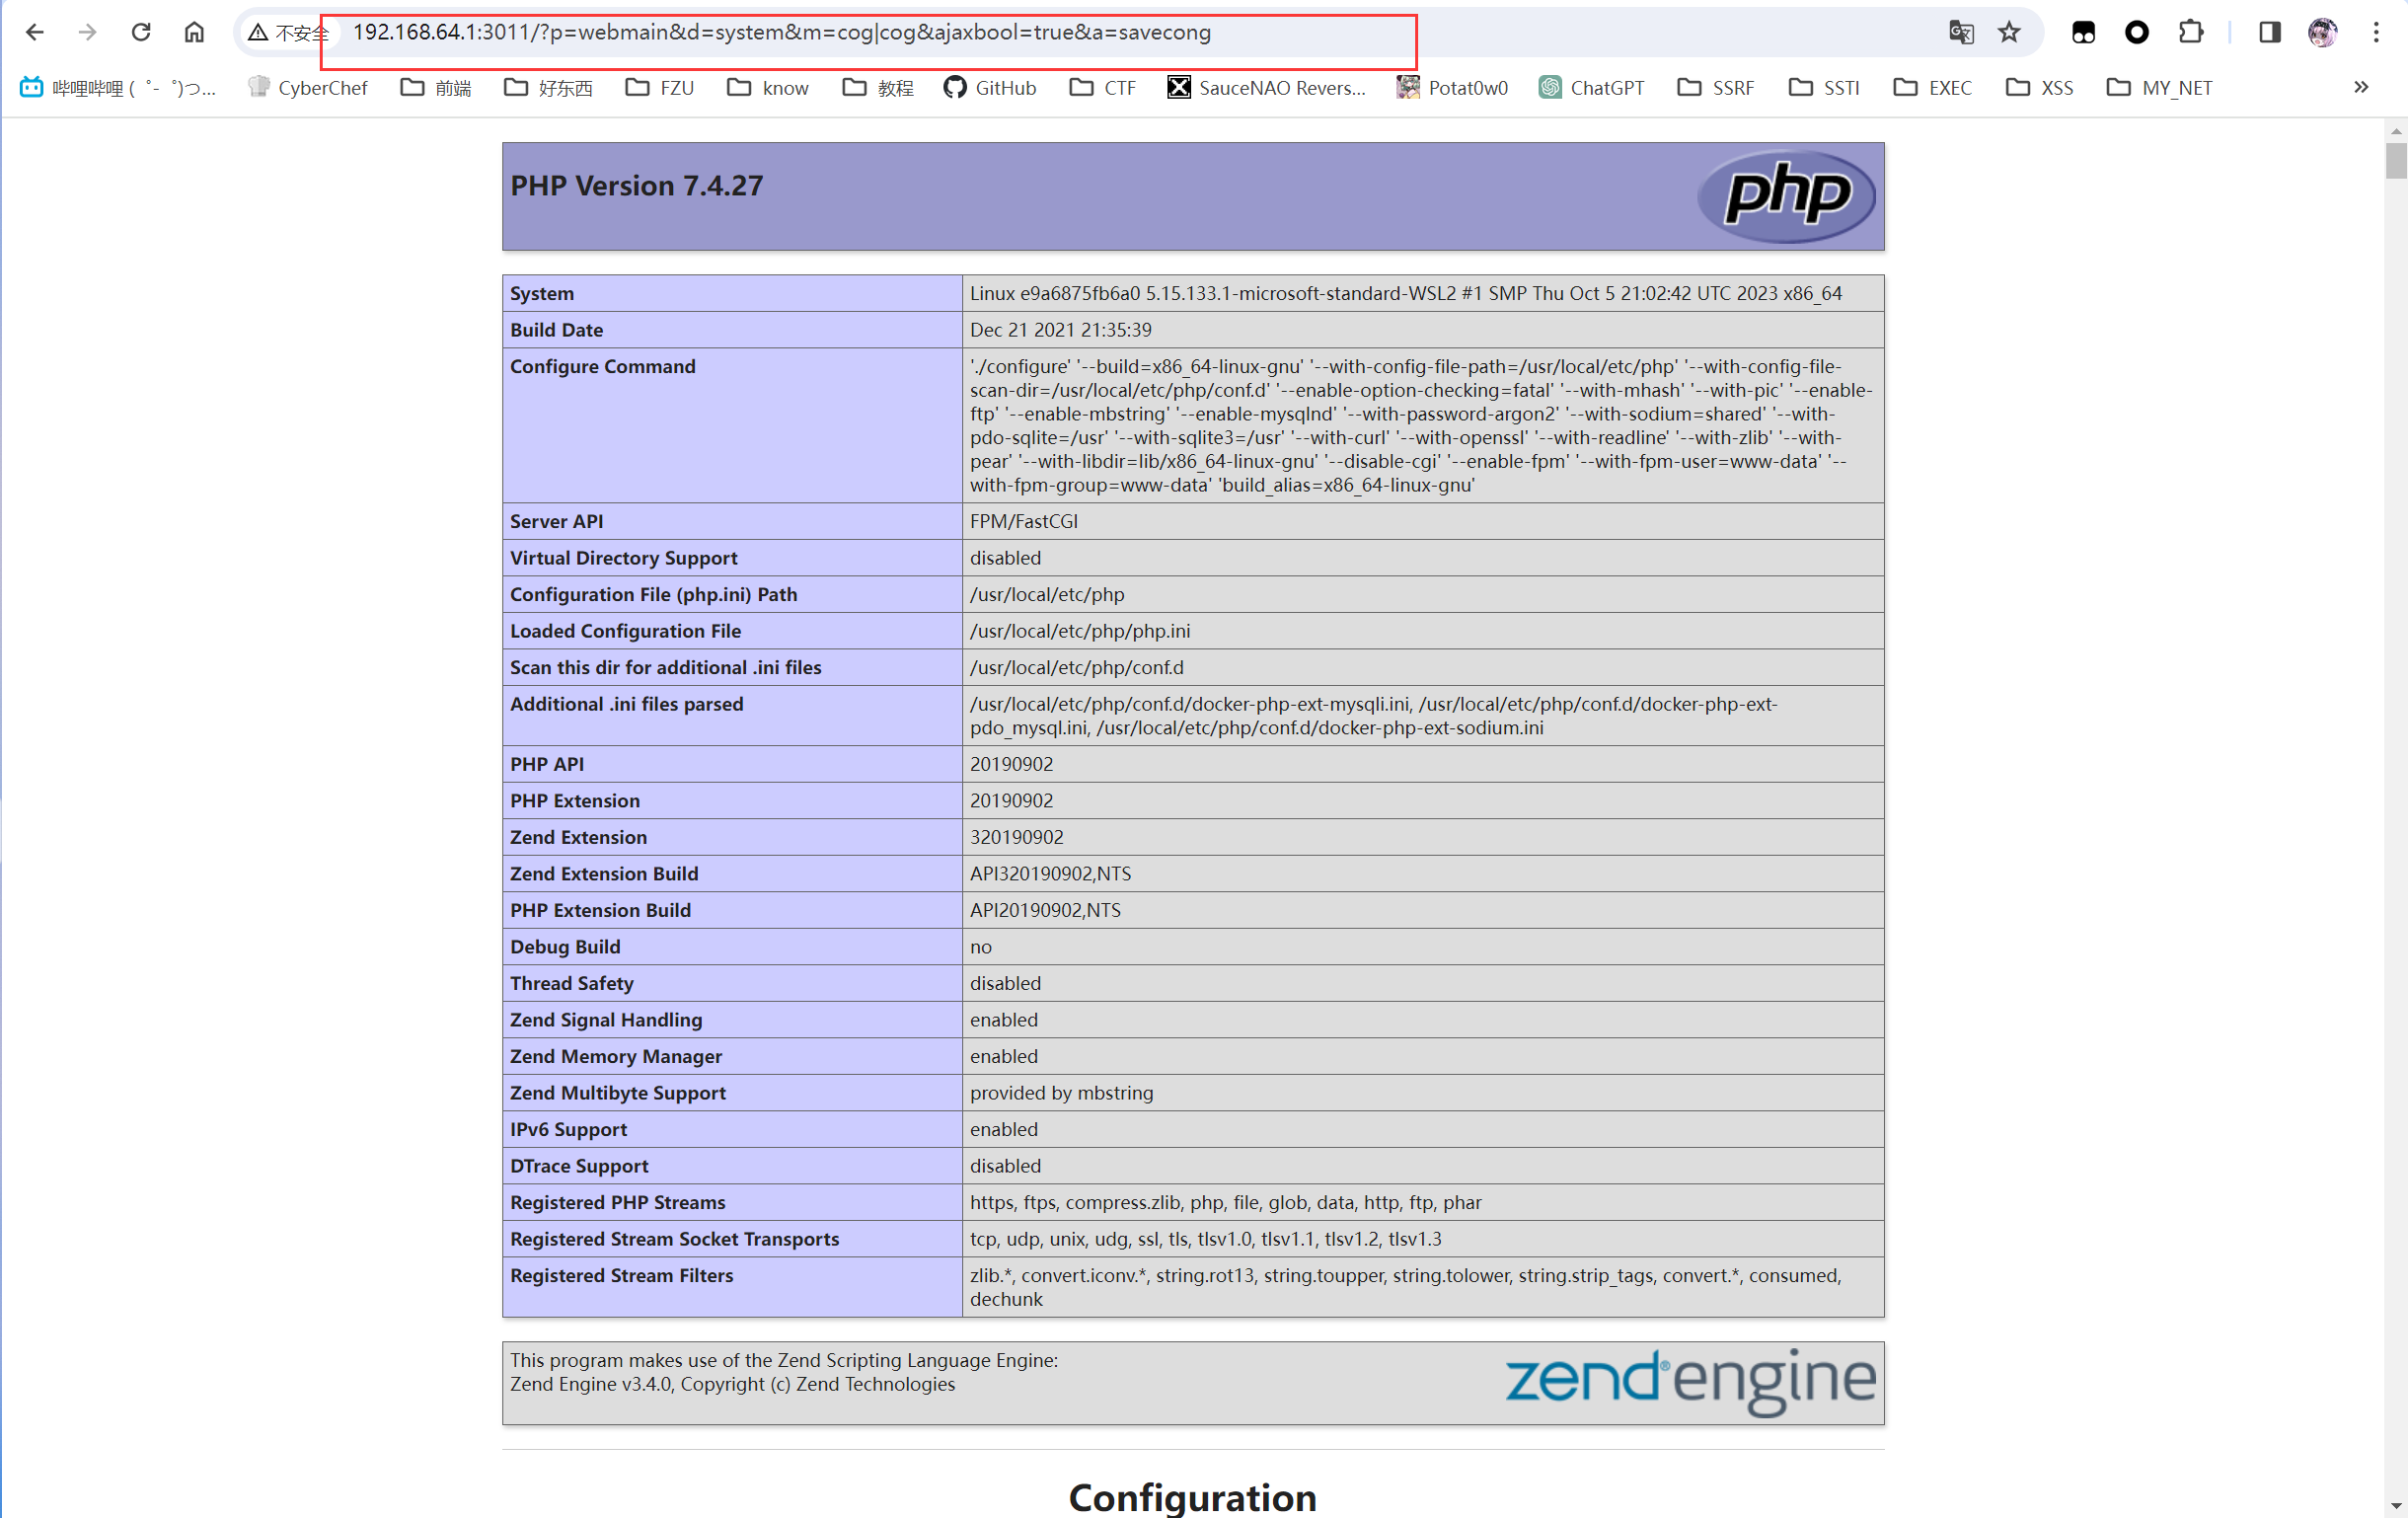 不安全 192.168.64.1:3011/?p=webmain&d=system&m=cog|cog&ajaxbool=true&a=savecong
哔哩哔哩 (゜-゜)つ... CyberChef 前端 好东西 FZU know 教程 GitHub CTF SauceNAO Revers... Potat0w0 ChatGPT SSRF SSTI EXEC XSS MY_NET »
PHP Version 7.4.27 php
System Linux e9a6875fb6a0 5.15.133.1-microsoft-standard-WSL2 #1 SMP Thu Oct 5 21:02:42 UTC 2023 x86_64
Build Date Dec 21 2021 21:35:39
Configure Command './configure' '--build=x86_64-linux-gnu' '--with-config-file-path=/usr/local/etc/php' '--with-config-file-
scan-dir=/usr/local/etc/php/conf.d' '--enable-option-checking=fatal' '--with-mhash' '--with-pic' '--enable-
ftp' '--enable-mbstring' '--enable-mysqlnd' '--with-password-argon2' '--with-sodium=shared' '--with-
pdo-sqlite=/usr' '--with-sqlite3=/usr' '--with-curl' '--with-openssl' '--with-readline' '--with-zlib' '--with-
pear' '--with-libdir=lib/x86_64-linux-gnu' '--disable-cgi' '--enable-fpm' '--with-fpm-user=www-data' '--
with-fpm-group=www-data' 'build_alias=x86_64-linux-gnu'
Server API FPM/FastCGI
Virtual Directory Support disabled
Configuration File (php.ini) Path /usr/local/etc/php
Loaded Configuration File /usr/local/etc/php/php.ini
Scan this dir for additional .ini files /usr/local/etc/php/conf.d
Additional .ini files parsed /usr/local/etc/php/conf.d/docker-php-ext-mysqli.ini, /usr/local/etc/php/conf.d/docker-php-ext-
pdo_mysql.ini, /usr/local/etc/php/conf.d/docker-php-ext-sodium.ini
PHP API 20190902
PHP Extension 20190902
Zend Extension 320190902
Zend Extension Build API320190902,NTS
PHP Extension Build API20190902,NTS
Debug Build no
Thread Safety disabled
Zend Signal Handling enabled
Zend Memory Manager enabled
Zend Multibyte Support provided by mbstring
IPv6 Support enabled
DTrace Support disabled
Registered PHP Streams https, ftps, compress.zlib, php, file, glob, data, http, ftp, phar
Registered Stream Socket Transports tcp, udp, unix, udg, ssl, tls, tlsv1.0, tlsv1.1, tlsv1.2, tlsv1.3
Registered Stream Filters zlib.*, convert.iconv.*, string.rot13, string.toupper, string.tolower, string.strip_tags, convert.*, consumed,
dechunk
This program makes use of the Zend Scripting Language Engine:
Zend Engine v3.4.0, Copyright (c) Zend Technologies
zend® engine
Configuration